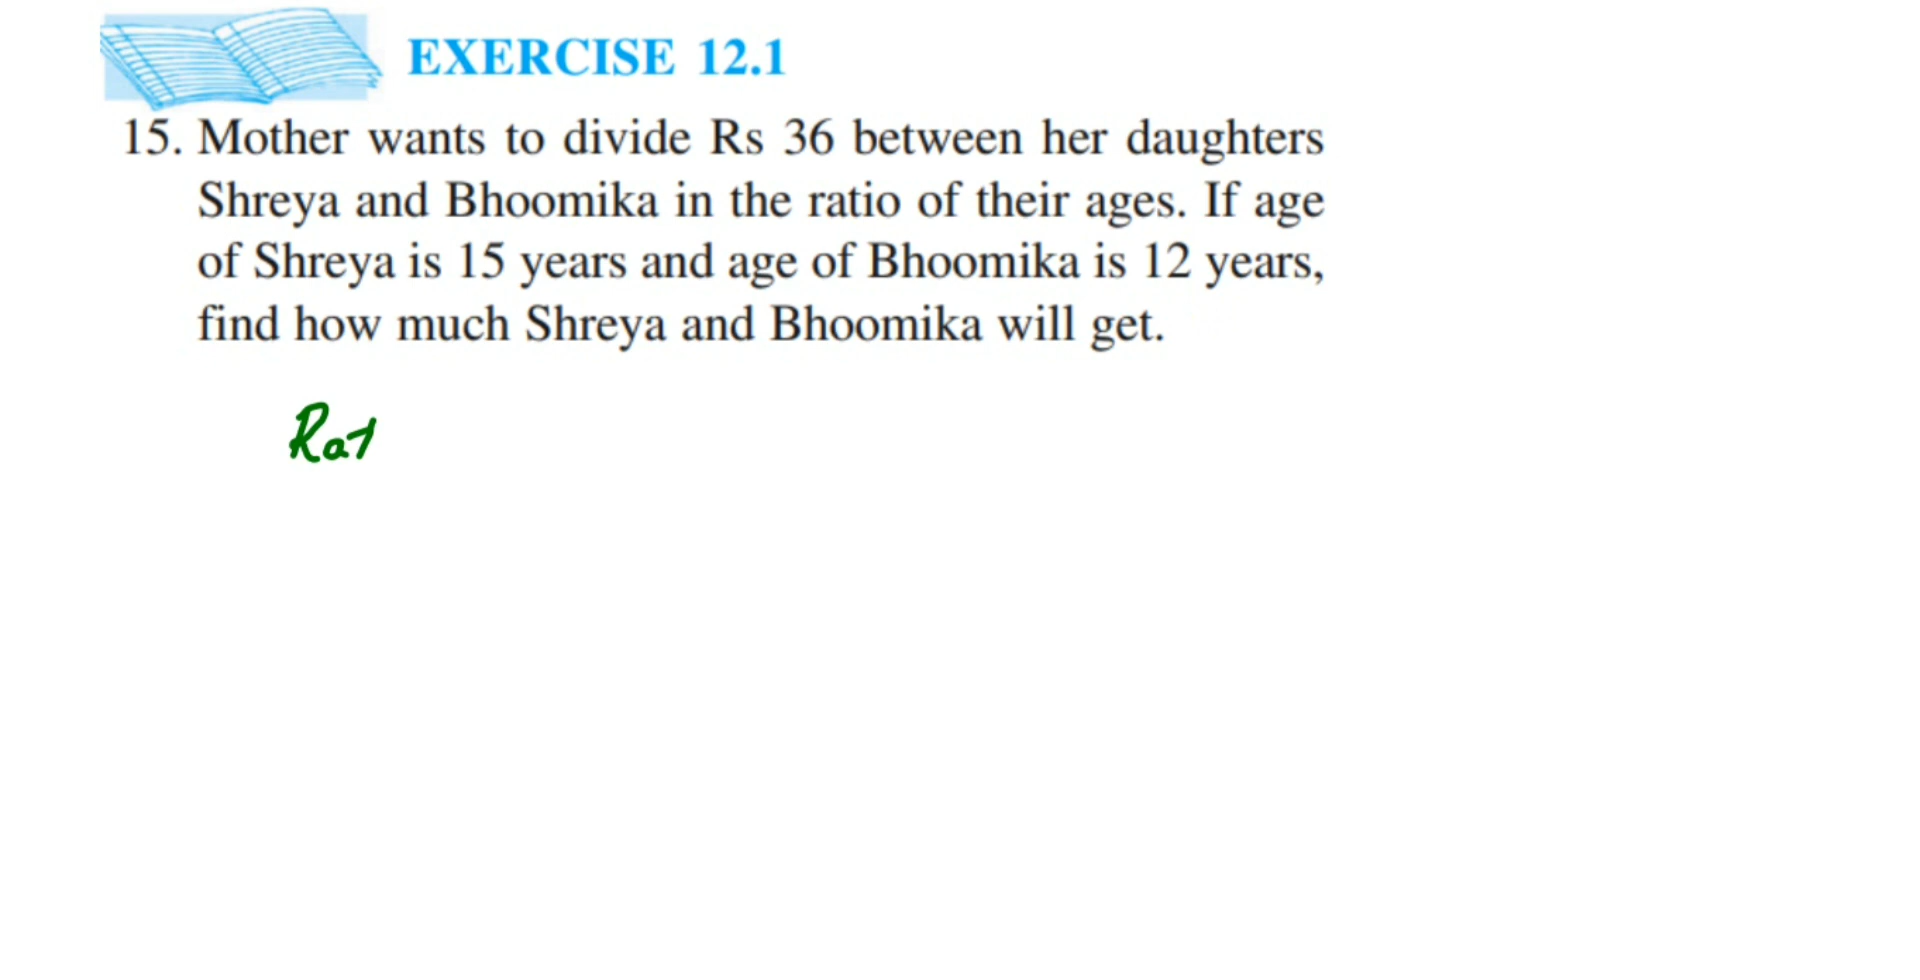 EXERCISE 12.1
15. Mother wants to divide Rs 36 between her daughters
Shreya and Bhoomika in the ratio of their ages. If age
of Shreya is 15 years and age of Bhoomika is 12 years,
find how much Shreya and Bhoomika will get.
Rat